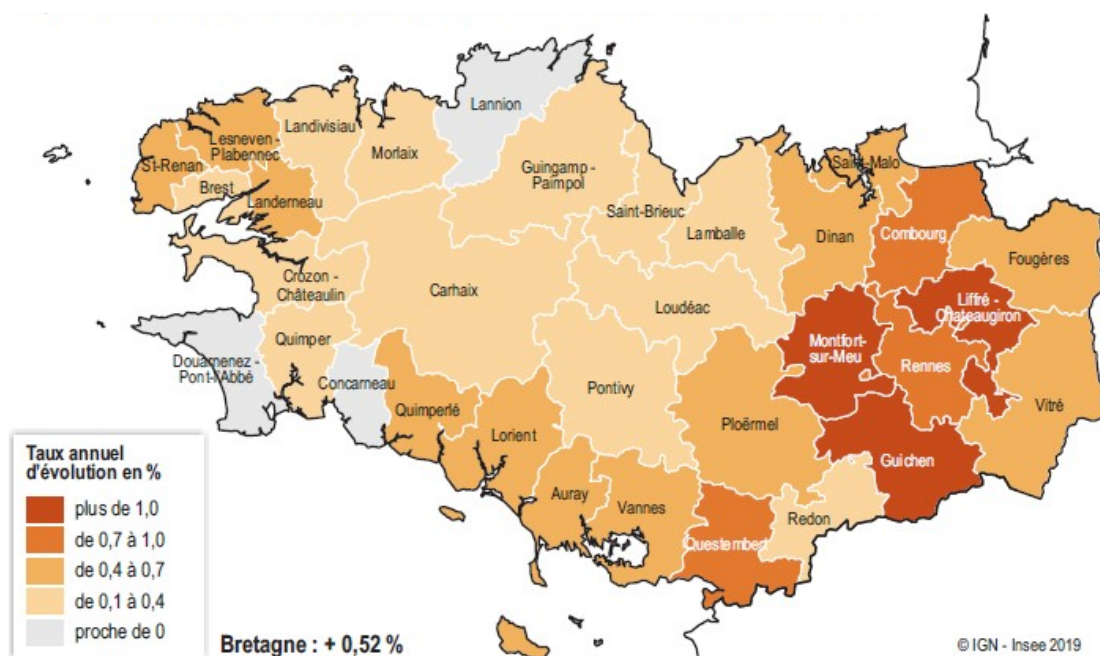 Lannion
Landivisiau
Lesneven -
Plabennec
Morlaix
St-Renan
Guingamp -
Paimpol
Saint-Malo
Brest
Landerneau
Saint-Brieuc
Lamballe
Dinan
Combourg
Fougères
Crozon -
Châteaulin
Carhaix
Loudéac
Liffré -
Chateaugiron
Quimper
Montfort-
sur-Meu
Rennes
Douarnenez -
Pont-l'Abbé
Concarneau
Pontivy
Quimperlé
Ploërmel
Vitré
Lorient
Guichen
Auray
Vannes
Redon
Questembert
Taux annuel
d'évolution en %
plus de 1,0
de 0,7 à 1,0
de 0,4 à 0,7
de 0,1 à 0,4
proche de 0
Bretagne : + 0,52 %
© IGN - Insee 2019